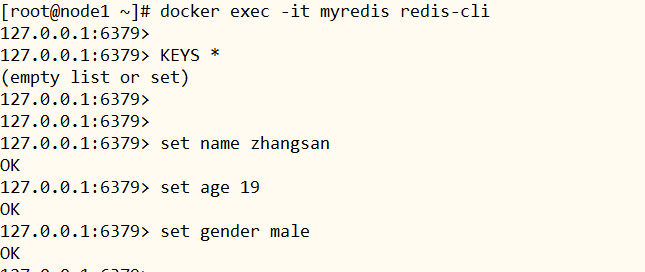 [root@node1 ~]# docker exec -it myredis redis-cli
127.0.0.1:6379>
127.0.0.1:6379> KEYS *
(empty list or set)
127.0.0.1:6379>
127.0.0.1:6379>
127.0.0.1:6379> set name zhangsan
OK
127.0.0.1:6379> set age 19
OK
127.0.0.1:6379> set gender male
OK